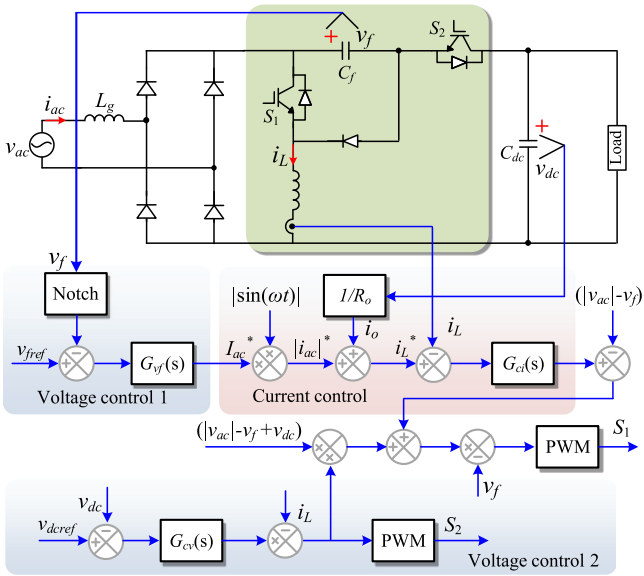 + v_f S_2
C_f
i_ac L_g S_1 +
v_ac i_L C_dc v_dc Load
v_f |sin(ωt)| 1/R_o i_L (|v_ac|-v_f)
Notch i_o
v_fref G_vf(s) I_ac* |i_ac|* i_L* G_ci(s)
Voltage control 1 Current control
(|v_ac|-v_f+v_dc) PWM S_1
v_f
v_dc i_L
v_dcref G_cv(s) PWM S_2
Voltage control 2